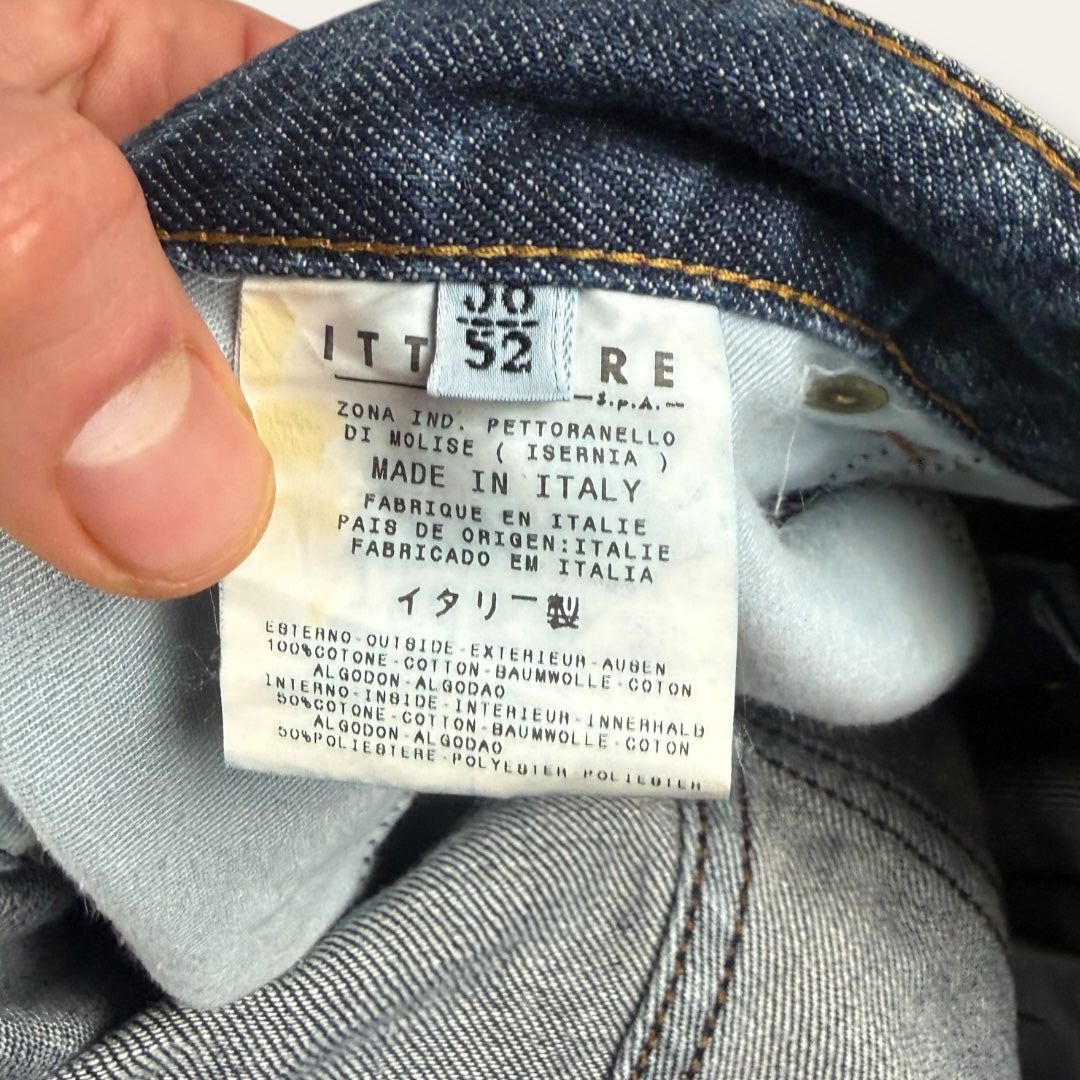 52
ITT RE
S.p.A.
ZONA IND. PETTORANELLO
DI MOLISE ( ISERNIA )
MADE IN ITALY
FABRIQUE EN ITALIE
PAIS DE ORIGEN:ITALIE
FABRICADO EM ITALIA
イタリー製
ESTERNO-OUTSIDE-EXTERIEUR-AUßEN
100%COTONE-COTTON-BAUMWOLLE-COTON
ALGODON-ALGODAO
INTERNO-INSIDE-INTERIEUR-INNERHALB
50%COTONE-COTTON-BAUMWOLLE-COTON
ALGODON-ALGODAO
50%POLIESTERE-POLYESTER POLIESTER